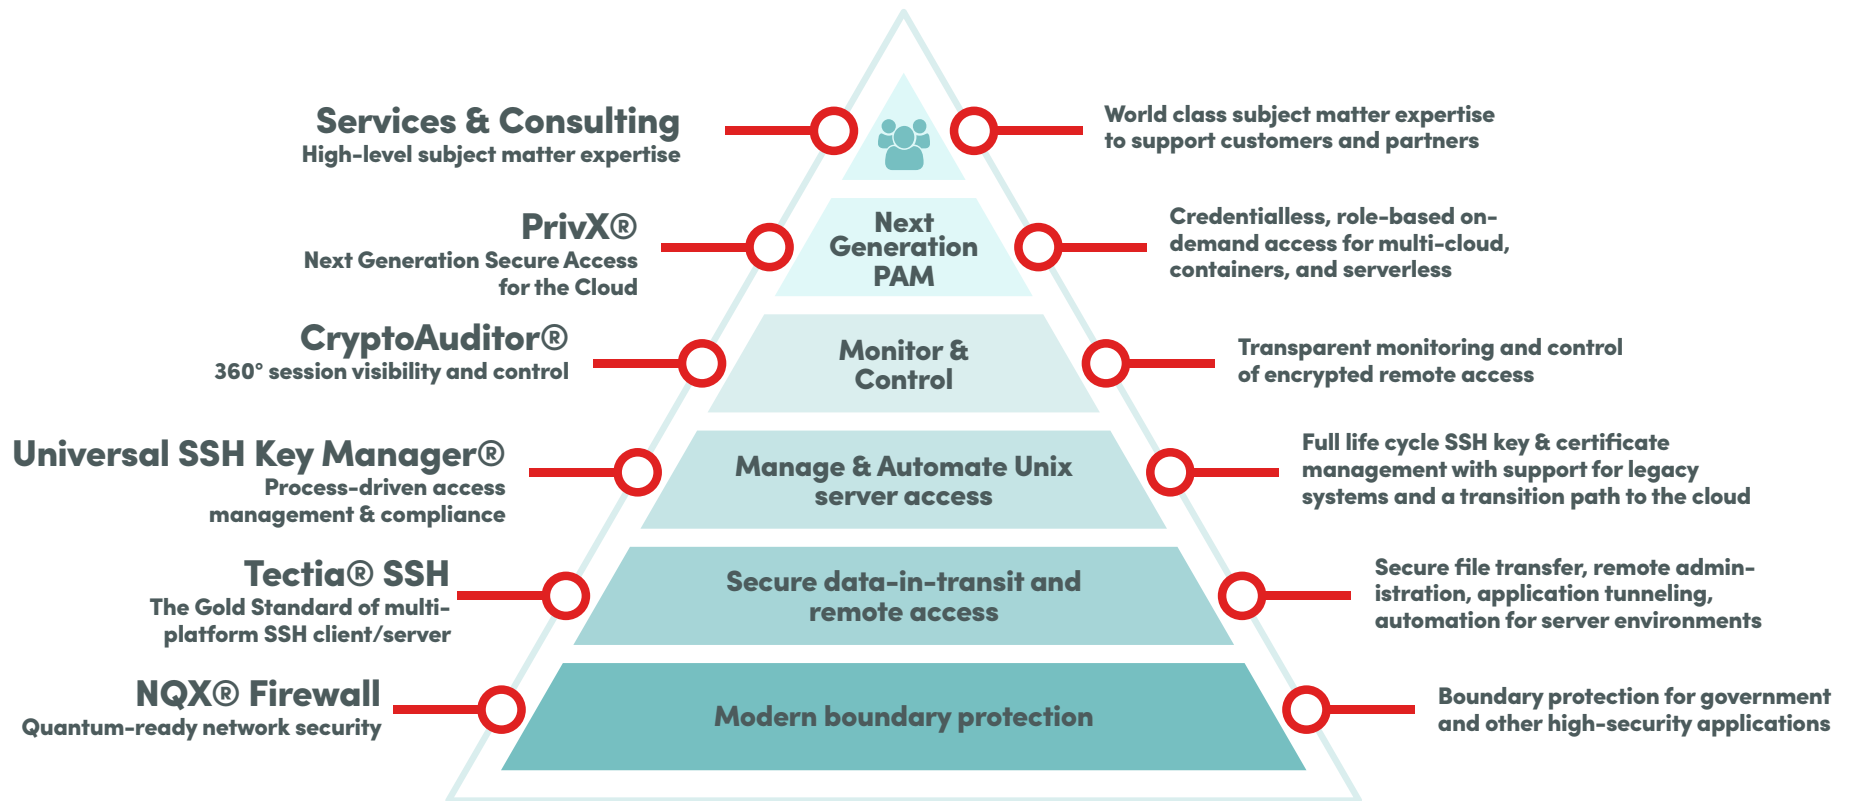 Services & Consulting
High-level subject matter expertise
World class subject matter expertise
to support customers and partners
PrivX®
Next Generation Secure Access
for the Cloud
Next
Generation
PAM
Credentialless, role-based on-
demand access for multi-cloud,
containers, and serverless
CryptoAuditor®
360° session visibility and control
Monitor &
Control
Transparent monitoring and control
of encrypted remote access
Universal SSH Key Manager®
Process-driven access
management & compliance
Manage & Automate Unix
server access
Full life cycle SSH key & certificate
management with support for legacy
systems and a transition path to the cloud
Tectia® SSH
The Gold Standard of multi-
platform SSH client/server
Secure data-in-transit and
remote access
Secure file transfer, remote admin-
istration, application tunneling,
automation for server environments
NQX® Firewall
Quantum-ready network security
Modern boundary protection
Boundary protection for government
and other high-security applications